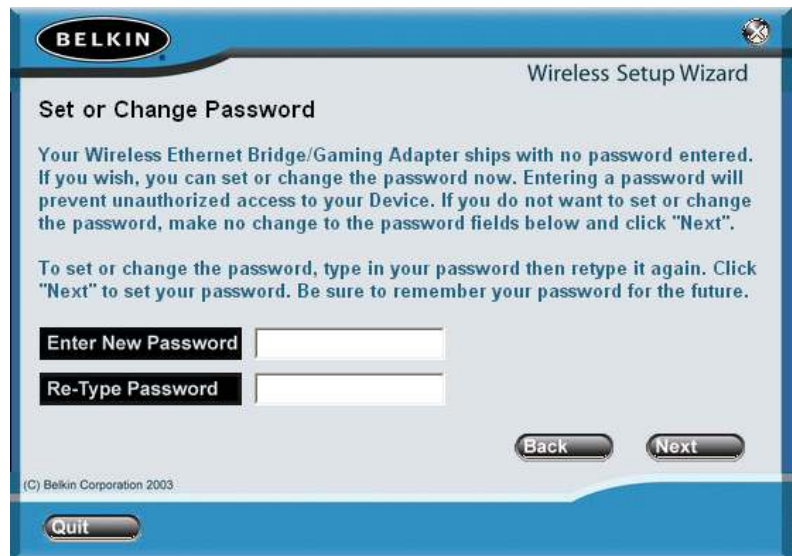 BELKIN
Wireless Setup Wizard
Set or Change Password
Your Wireless Ethernet Bridge/Gaming Adapter ships with no password entered.
If you wish, you can set or change the password now. Entering a password will
prevent unauthorized access to your Device. If you do not want to set or change
the password, make no change to the password fields below and click "Next".
To set or change the password, type in your password then retype it again. Click
"Next" to set your password. Be sure to remember your password for the future.
Enter New Password
Re-Type Password
Back Next
(C) Belkin Corporation 2003
Quit